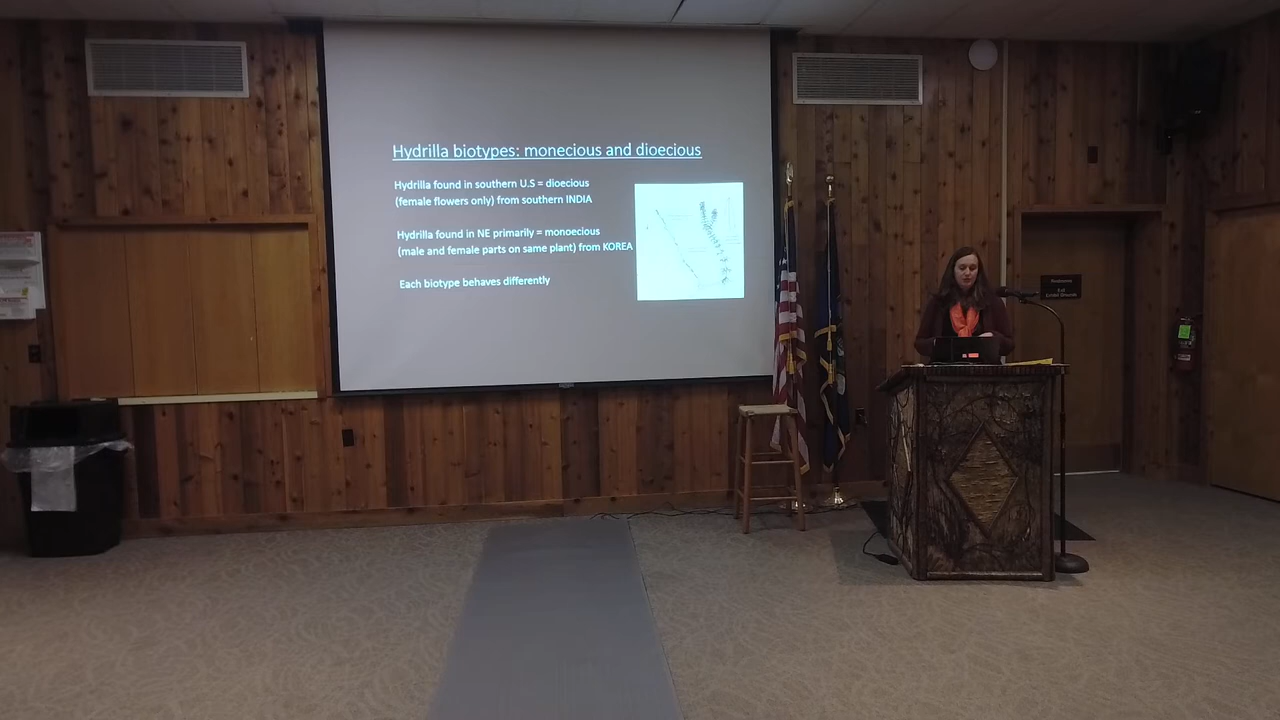 Hydrilla biotypes: monecious and dioecious
Hydrilla found in southern U.S = dioecious
(female flowers only) from southern INDIA
Hydrilla found in NE primarily = monoecious
(male and female parts on same plant) from KOREA
Each biotype behaves differently
Restrooms